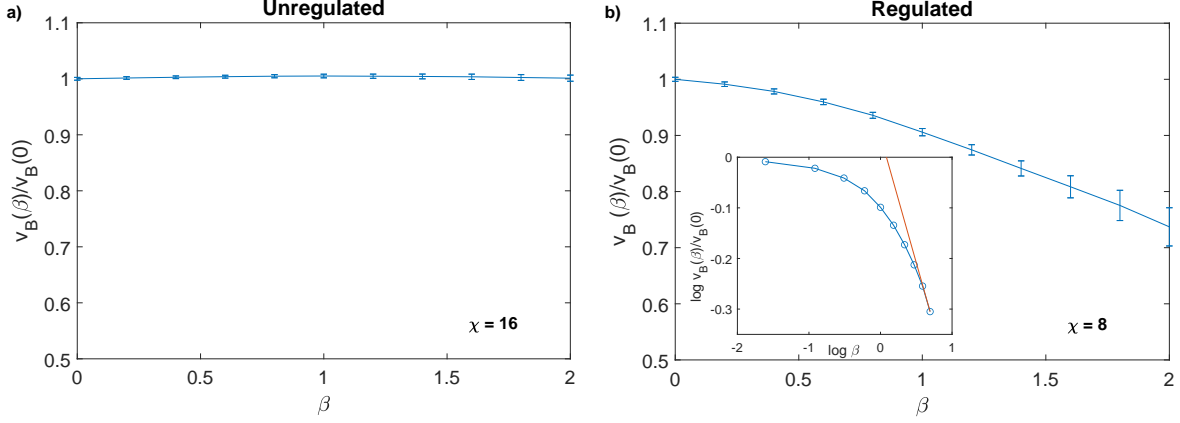 a)
Unregulated
1.1
1
0.9
0.8
0.7
0.6
0.5
v_B(β)/v_B(0)
χ = 16
0 0.5 1 1.5 2
β
b)
Regulated
1.1
1
0.9
0.8
0.7
0.6
0.5
v_B(β)/v_B(0)
0
-0.1
-0.2
-0.3
log v_B(β)/v_B(0)
-2 -1 0 1
log β
χ = 8
0 0.5 1 1.5 2
β